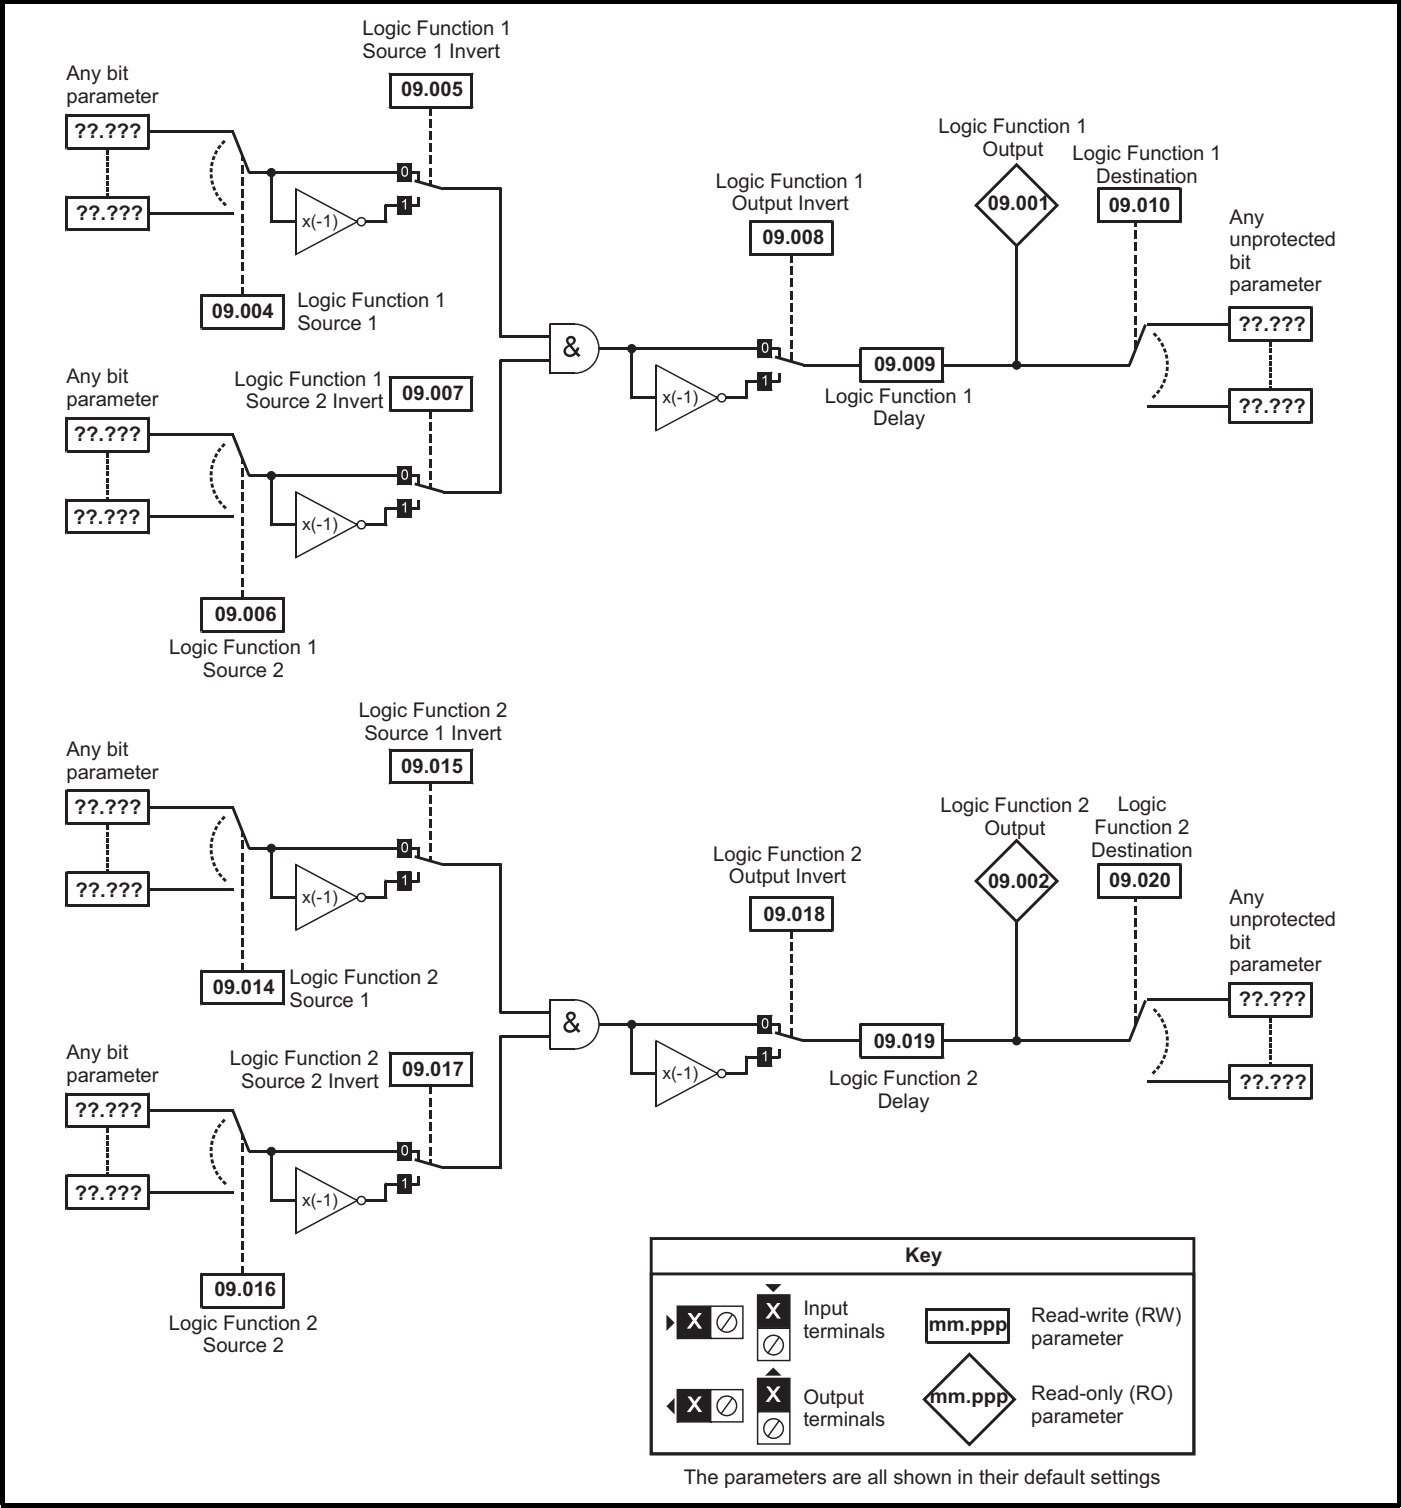 Logic Function 1
Source 1 Invert
09.005
Any bit
parameter
??.???
??.???
0
1
x(-1)
09.004
Logic Function 1
Source 1
Any bit
parameter
??.???
??.???
Logic Function 1
Source 2 Invert
09.007
0
1
x(-1)
09.006
Logic Function 1
Source 2
&
Logic Function 1
Output Invert
09.008
0
1
x(-1)
09.009
Logic Function 1
Delay
Logic Function 1
Output
09.001
Logic Function 1
Destination
09.010
Any
unprotected
bit
parameter
??.???
??.???
Logic Function 2
Source 1 Invert
09.015
Any bit
parameter
??.???
??.???
0
1
x(-1)
09.014
Logic Function 2
Source 1
Any bit
parameter
??.???
??.???
Logic Function 2
Source 2 Invert
09.017
0
1
x(-1)
09.016
Logic Function 2
Source 2
&
Logic Function 2
Output Invert
09.018
0
1
x(-1)
09.019
Logic Function 2
Delay
Logic Function 2
Output
09.002
Logic
Function 2
Destination
09.020
Any
unprotected
bit
parameter
??.???
??.???
Key
X
X
Input
terminals
mm.ppp
Read-write (RW)
parameter
X
X
Output
terminals
mm.ppp
Read-only (RO)
parameter
The parameters are all shown in their default settings